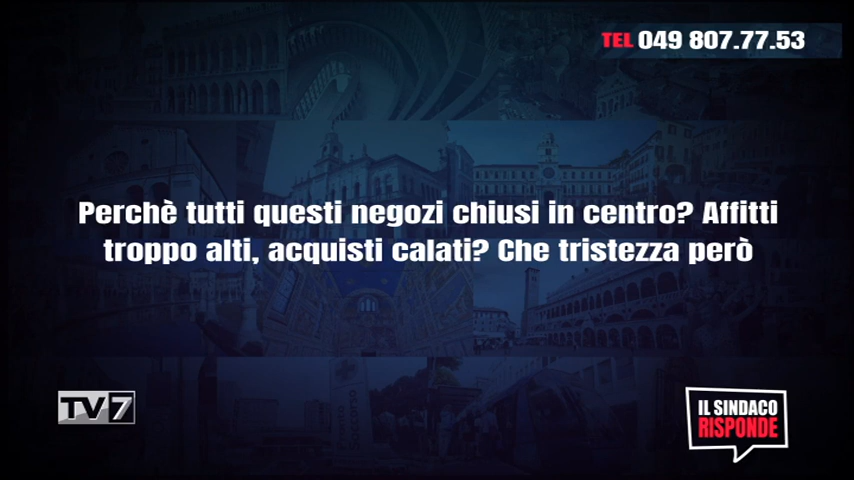 TEL 049 807.77.53
Perchè tutti questi negozi chiusi in centro? Affitti
troppo alti, acquisti calati? Che tristezza però
TV7
IL SINDACO
RISPONDE